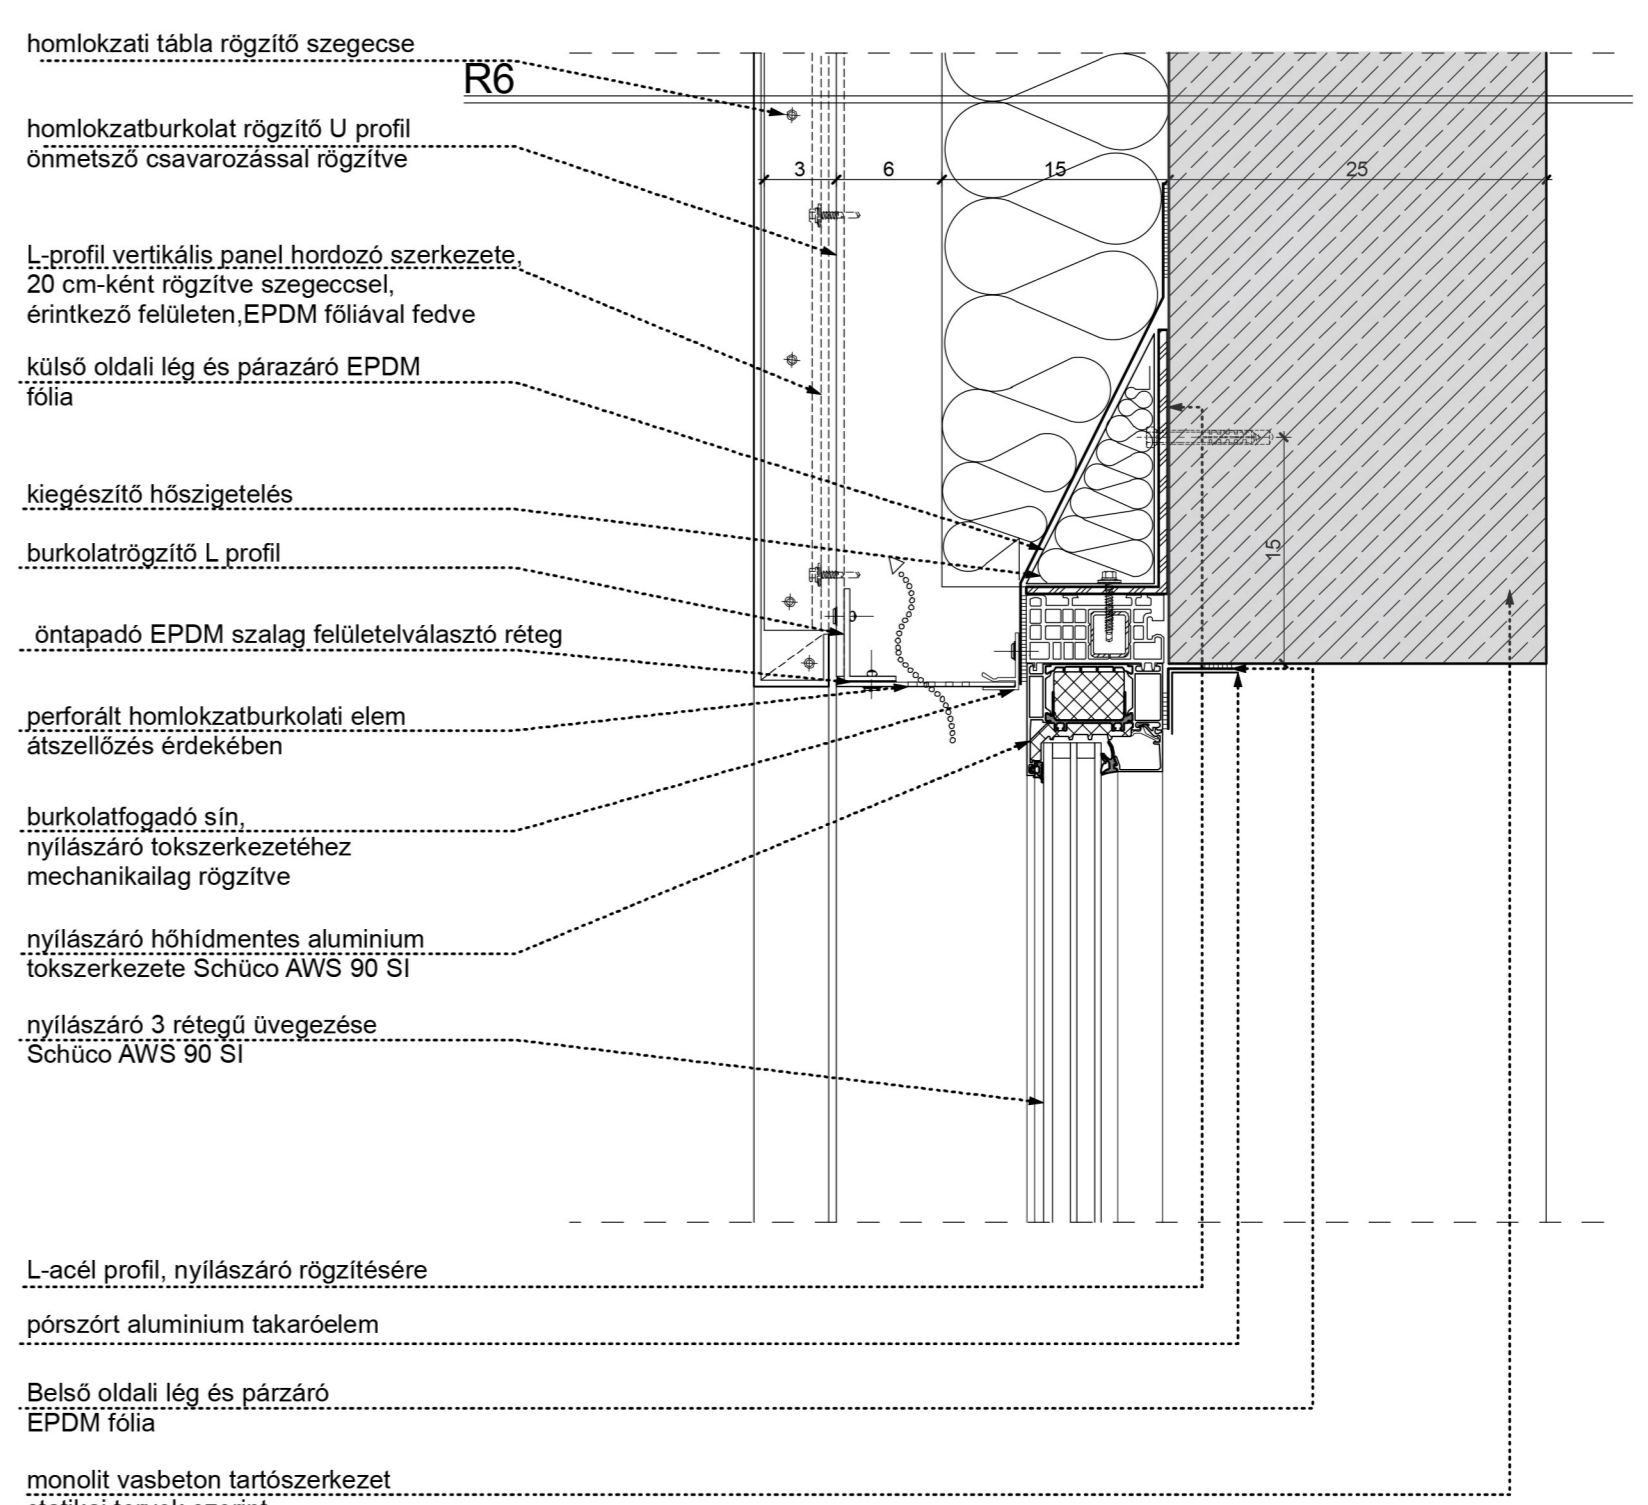 homlokzati tábla rögzítő szegecse
R6
homlokzatburkolat rögzítő U profil
önmetsző csavarozással rögzítve
3
6
15
25
L-profil vertikális panel hordozó szerkezete,
20 cm-ként rögzítve szegeccsel,
érintkező felületen,EPDM főliával fedve
külső oldali lég és párazáró EPDM
fólia
kiegészítő hőszigetelés
15
burkolatrögzítő L profil
öntapadó EPDM szalag felületelválasztó réteg
perforált homlokzatburkolati elem
átszellőzés érdekében
burkolatfogadó sín,
nyílászáró tokszerkezetéhez
mechanikailag rögzítve
nyílászáró hőhídmentes aluminium
tokszerkezete Schüco AWS 90 SI
nyílászáró 3 rétegű üvegezése
Schüco AWS 90 SI
L-acél profil, nyílászáró rögzítésére
pórszórt aluminium takaróelem
Belső oldali lég és párzáró
EPDM fólia
monolit vasbeton tartószerkezet